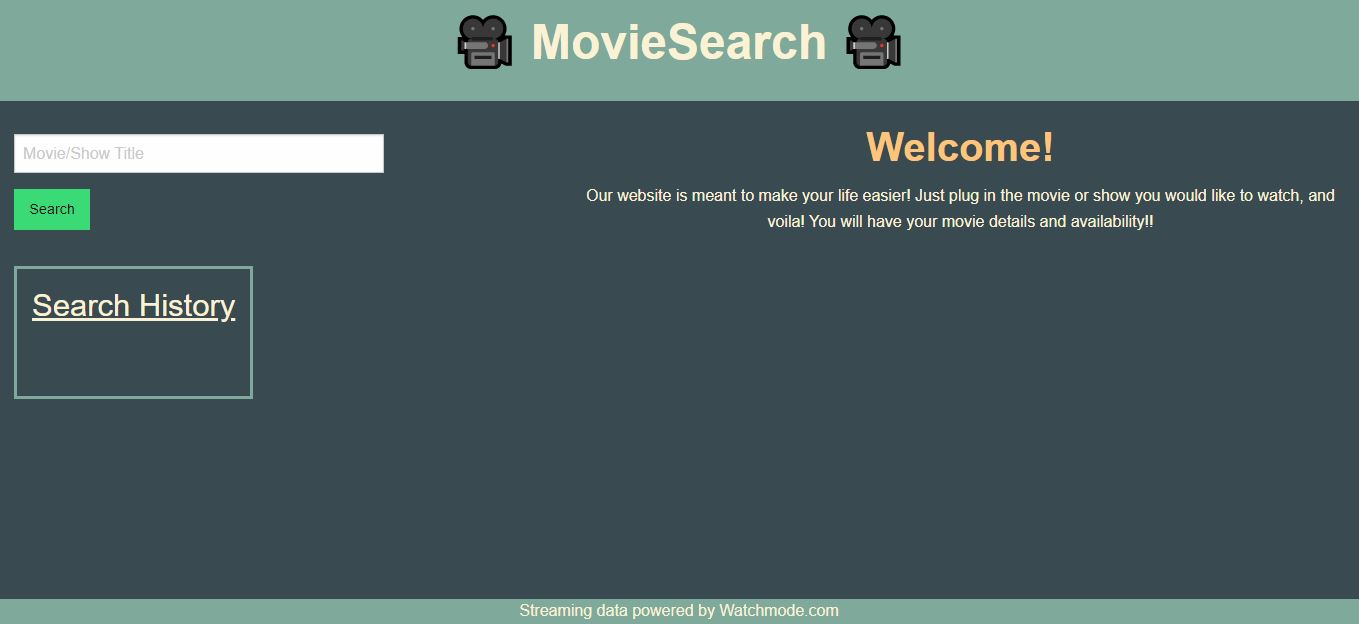 MovieSearch
Movie/Show Title
Search
Search History
Welcome!
Our website is meant to make your life easier! Just plug in the movie or show you would like to watch, and
voila! You will have your movie details and availability!!
Streaming data powered by Watchmode.com